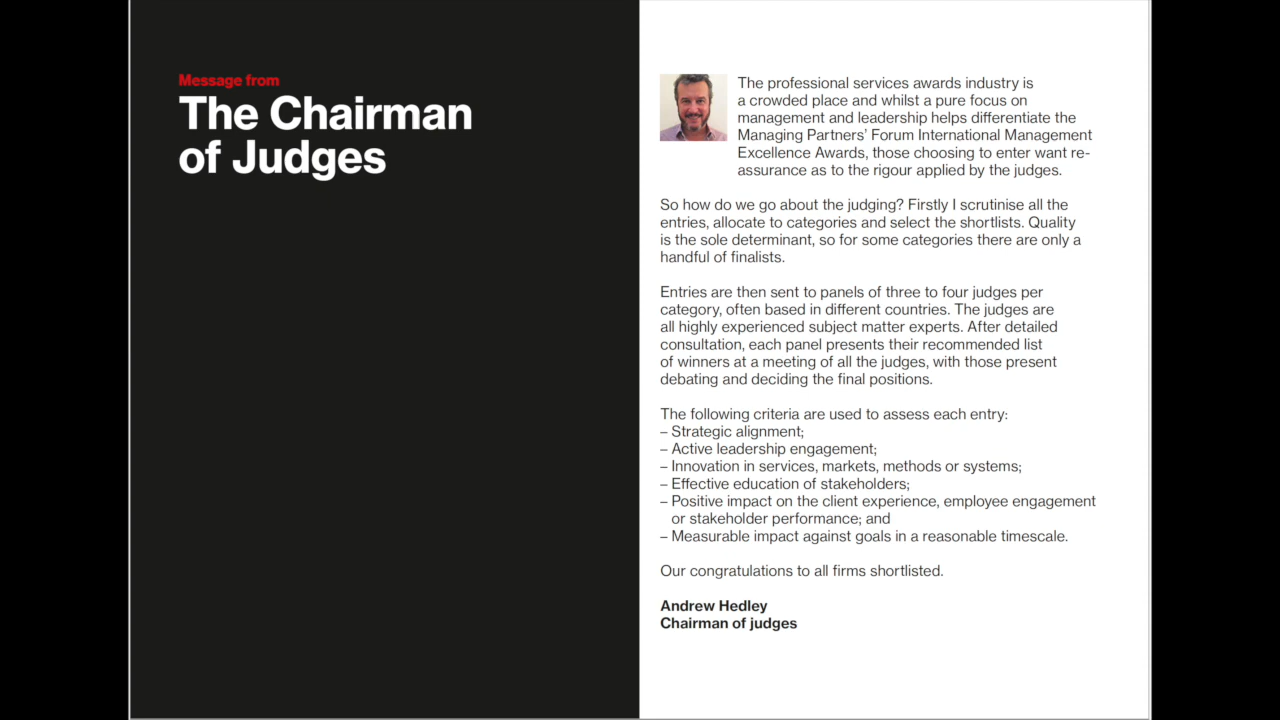 Message from
The Chairman
of Judges
The professional services awards industry is
a crowded place and whilst a pure focus on
management and leadership helps differentiate the
Managing Partners’ Forum International Management
Excellence Awards, those choosing to enter want re-
assurance as to the rigour applied by the judges.
So how do we go about the judging? Firstly I scrutinise all the
entries, allocate to categories and select the shortlists. Quality
is the sole determinant, so for some categories there are only a
handful of finalists.
Entries are then sent to panels of three to four judges per
category, often based in different countries. The judges are
all highly experienced subject matter experts. After detailed
consultation, each panel presents their recommended list
of winners at a meeting of all the judges, with those present
debating and deciding the final positions.
The following criteria are used to assess each entry:
– Strategic alignment;
– Active leadership engagement;
– Innovation in services, markets, methods or systems;
– Effective education of stakeholders;
– Positive impact on the client experience, employee engagement
or stakeholder performance; and
– Measurable impact against goals in a reasonable timescale.
Our congratulations to all firms shortlisted.
Andrew Hedley
Chairman of judges